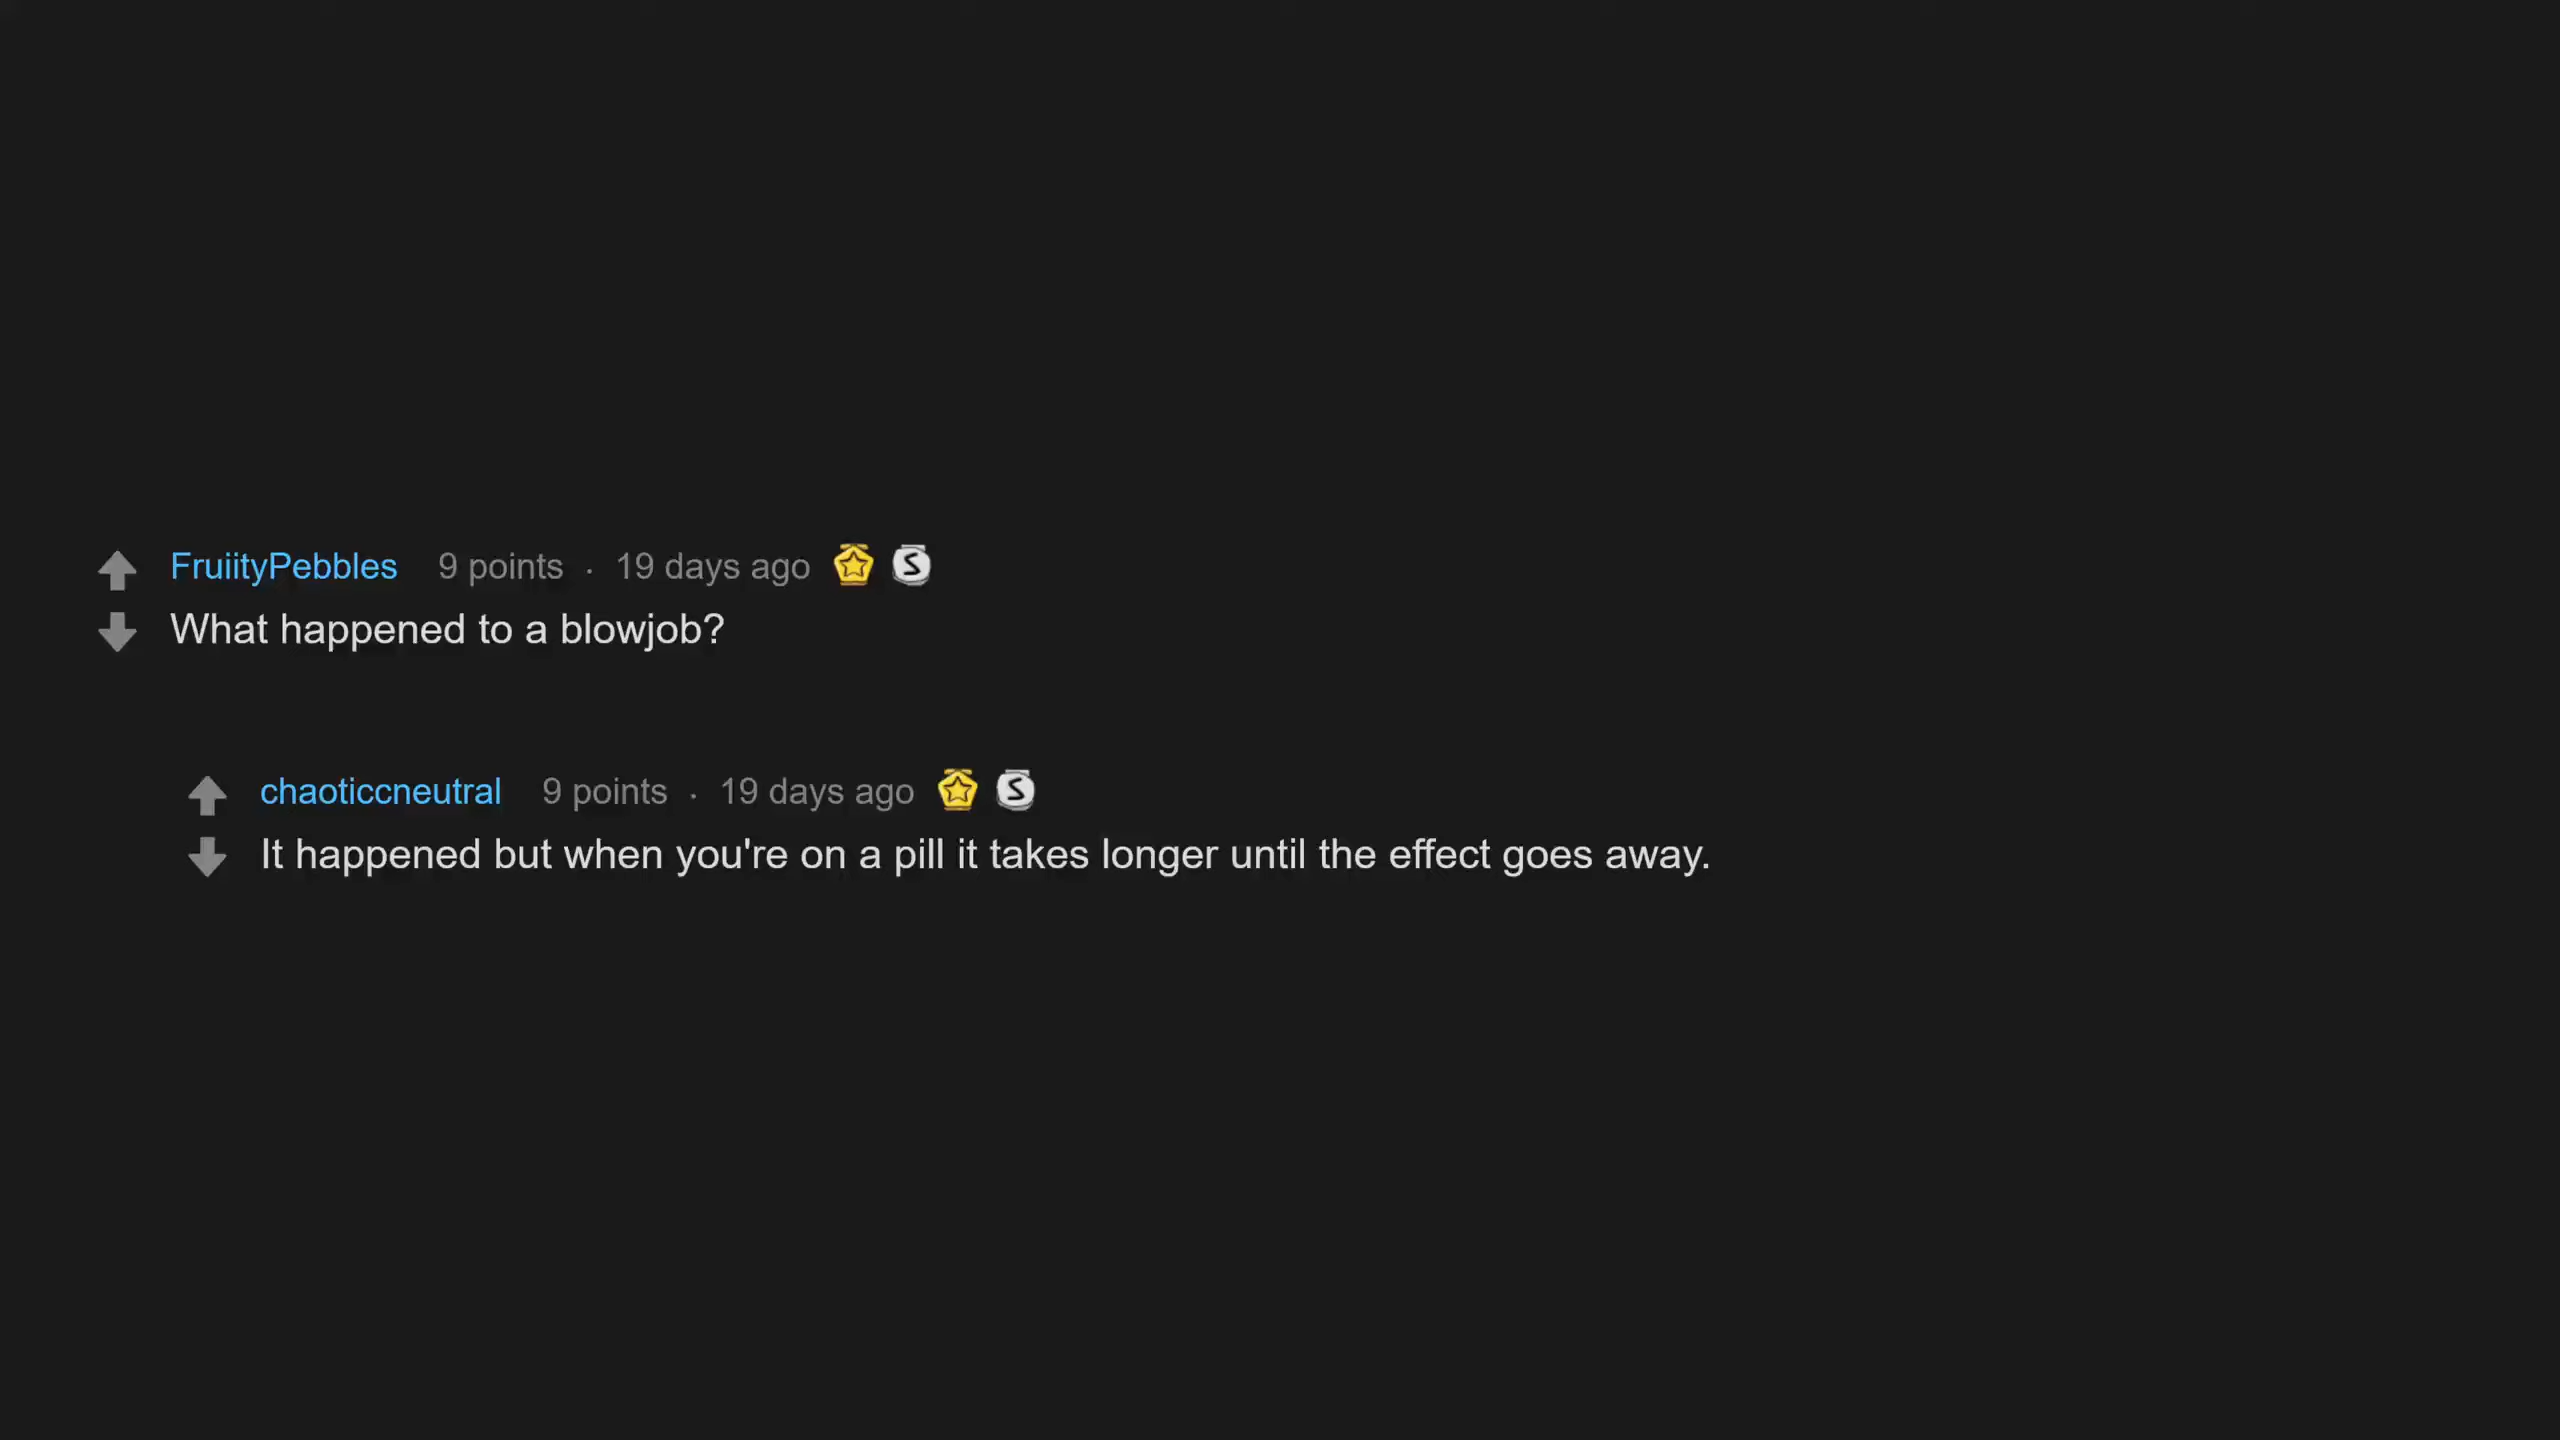 FruiityPebbles 9 points · 19 days ago
What happened to a blowjob?
chaoticcneutral 9 points · 19 days ago
It happened but when you're on a pill it takes longer until the effect goes away.